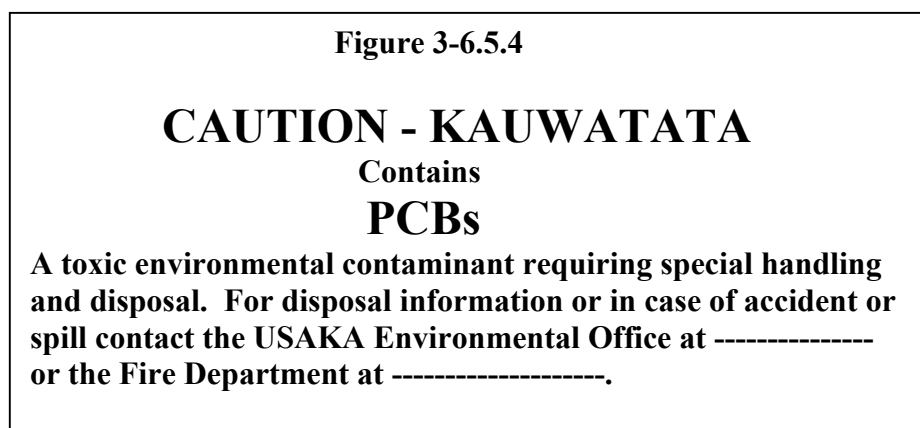 Figure 3-6.5.4
CAUTION - KAUWATATA
Contains
PCBs
A toxic environmental contaminant requiring special handling
and disposal.  For disposal information or in case of accident or
spill contact the USAKA Environmental Office at ---------------
or the Fire Department at --------------------.